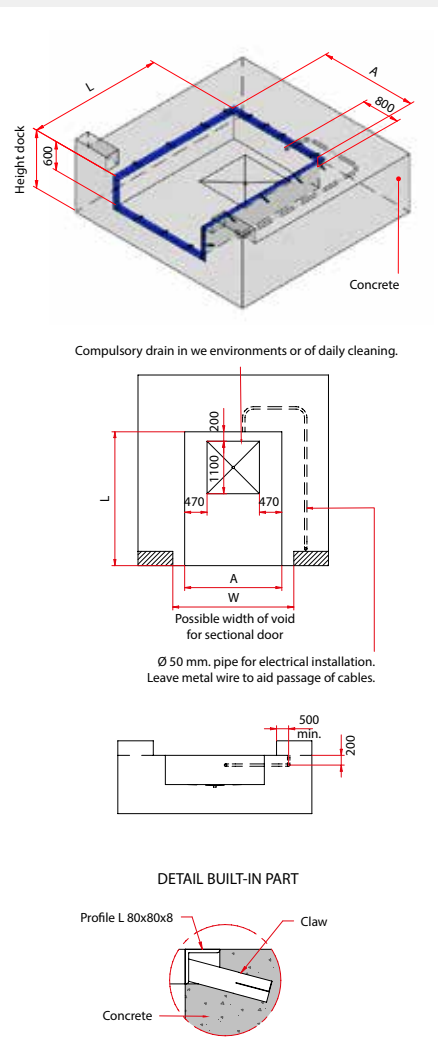 L
A
800
Height dock
600
Concrete
Compulsory drain in we environments or of daily cleaning.
200
1100
L
470
470
A
W
Possible width of void
for sectional door
Ø 50 mm. pipe for electrical installation.
Leave metal wire to aid passage of cables.
500
min.
200
DETAIL BUILT-IN PART
Profile L 80x80x8
Claw
Concrete